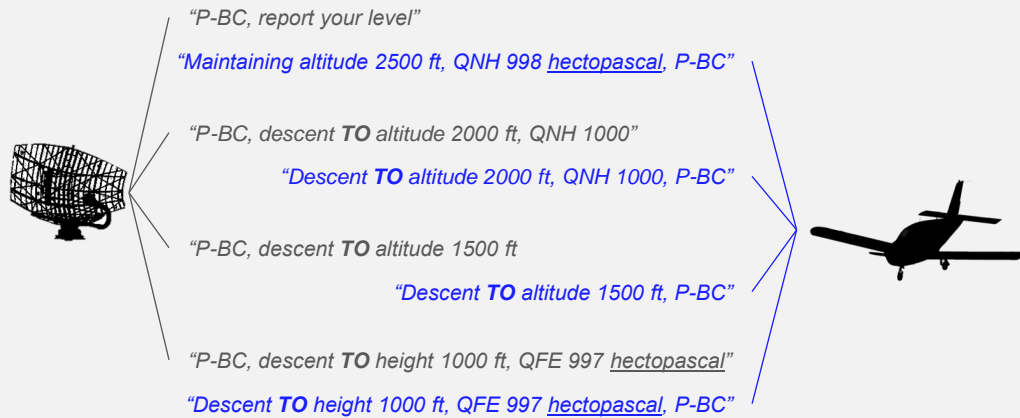 “P-BC, report your level”
“Maintaining altitude 2500 ft, QNH 998 hectopascal, P-BC”
“P-BC, descent TO altitude 2000 ft, QNH 1000”
“Descent TO altitude 2000 ft, QNH 1000, P-BC”
“P-BC, descent TO altitude 1500 ft
“Descent TO altitude 1500 ft, P-BC”
“P-BC, descent TO height 1000 ft, QFE 997 hectopascal”
“Descent TO height 1000 ft, QFE 997 hectopascal, P-BC”